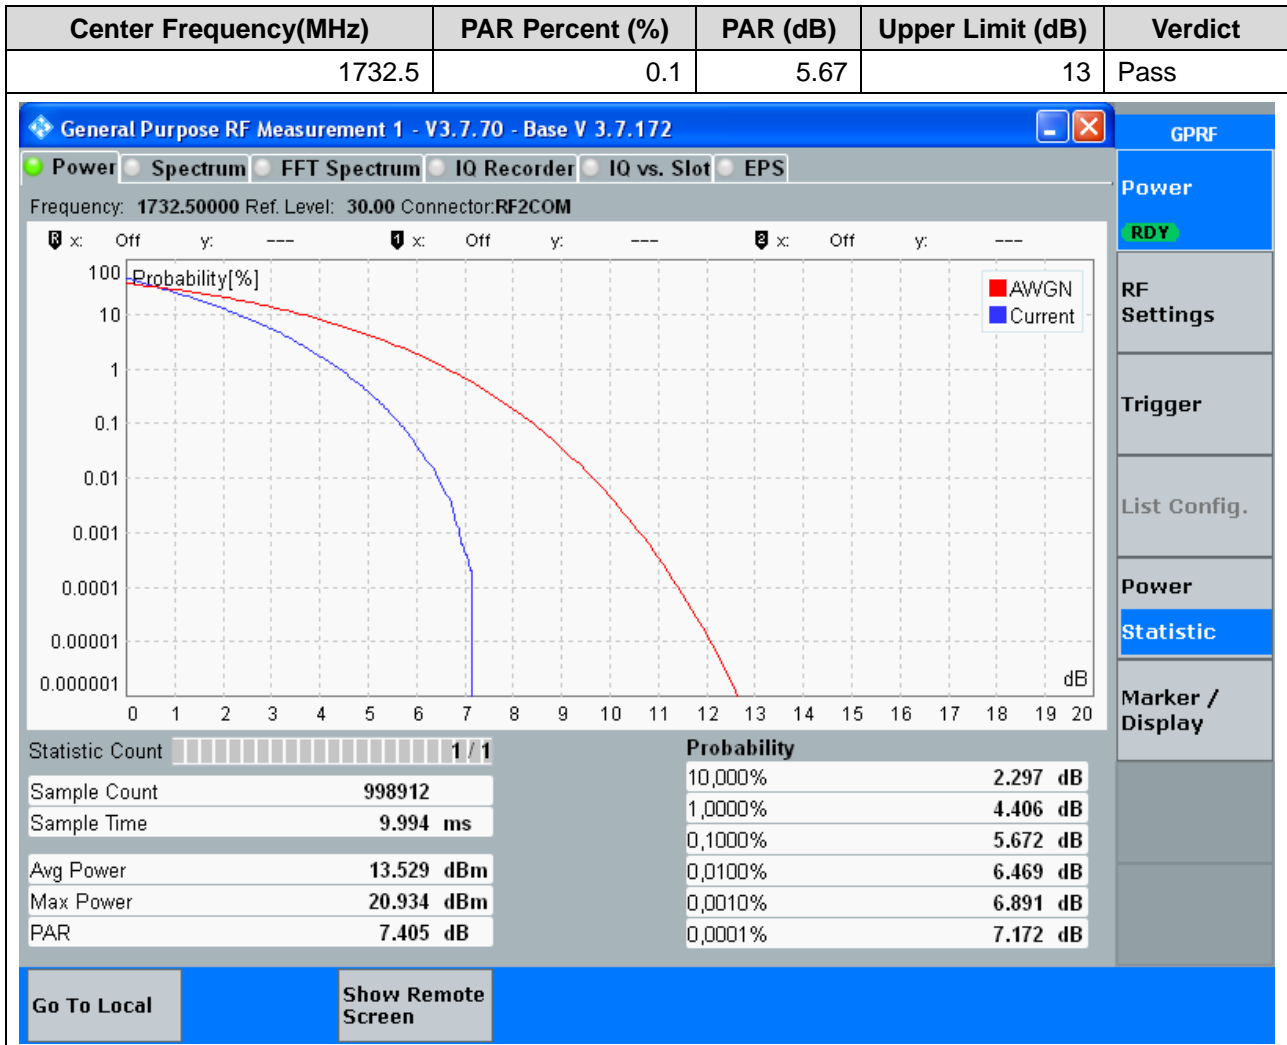 Center Frequency(MHz) PAR Percent (%) PAR (dB) Upper Limit (dB) Verdict
1732.5 0.1 5.67 13 Pass
General Purpose RF Measurement 1 - V3.7.70 - Base V 3.7.172
GPRF
Power Spectrum FFT Spectrum IQ Recorder IQ vs. Slot EPS
Power
RDY
Frequency: 1732.50000 Ref. Level: 30.00 Connector:RF2COM
R x: Off y: --- 1 x: Off y: --- 2 x: Off y: ---
Probability[%]
AWGN
Current
100
10
1
0.1
0.01
0.001
0.0001
0.00001
0.000001
dB
0 1 2 3 4 5 6 7 8 9 10 11 12 13 14 15 16 17 18 19 20
RF
Settings
Trigger
List Config.
Power
Statistic
Marker /
Display
Statistic Count 1 / 1
Sample Count 998912
Sample Time 9.994 ms
Avg Power 13.529 dBm
Max Power 20.934 dBm
PAR 7.405 dB
Probability
10,000% 2.297 dB
1,0000% 4.406 dB
0,1000% 5.672 dB
0,0100% 6.469 dB
0,0010% 6.891 dB
0,0001% 7.172 dB
Go To Local
Show Remote
Screen